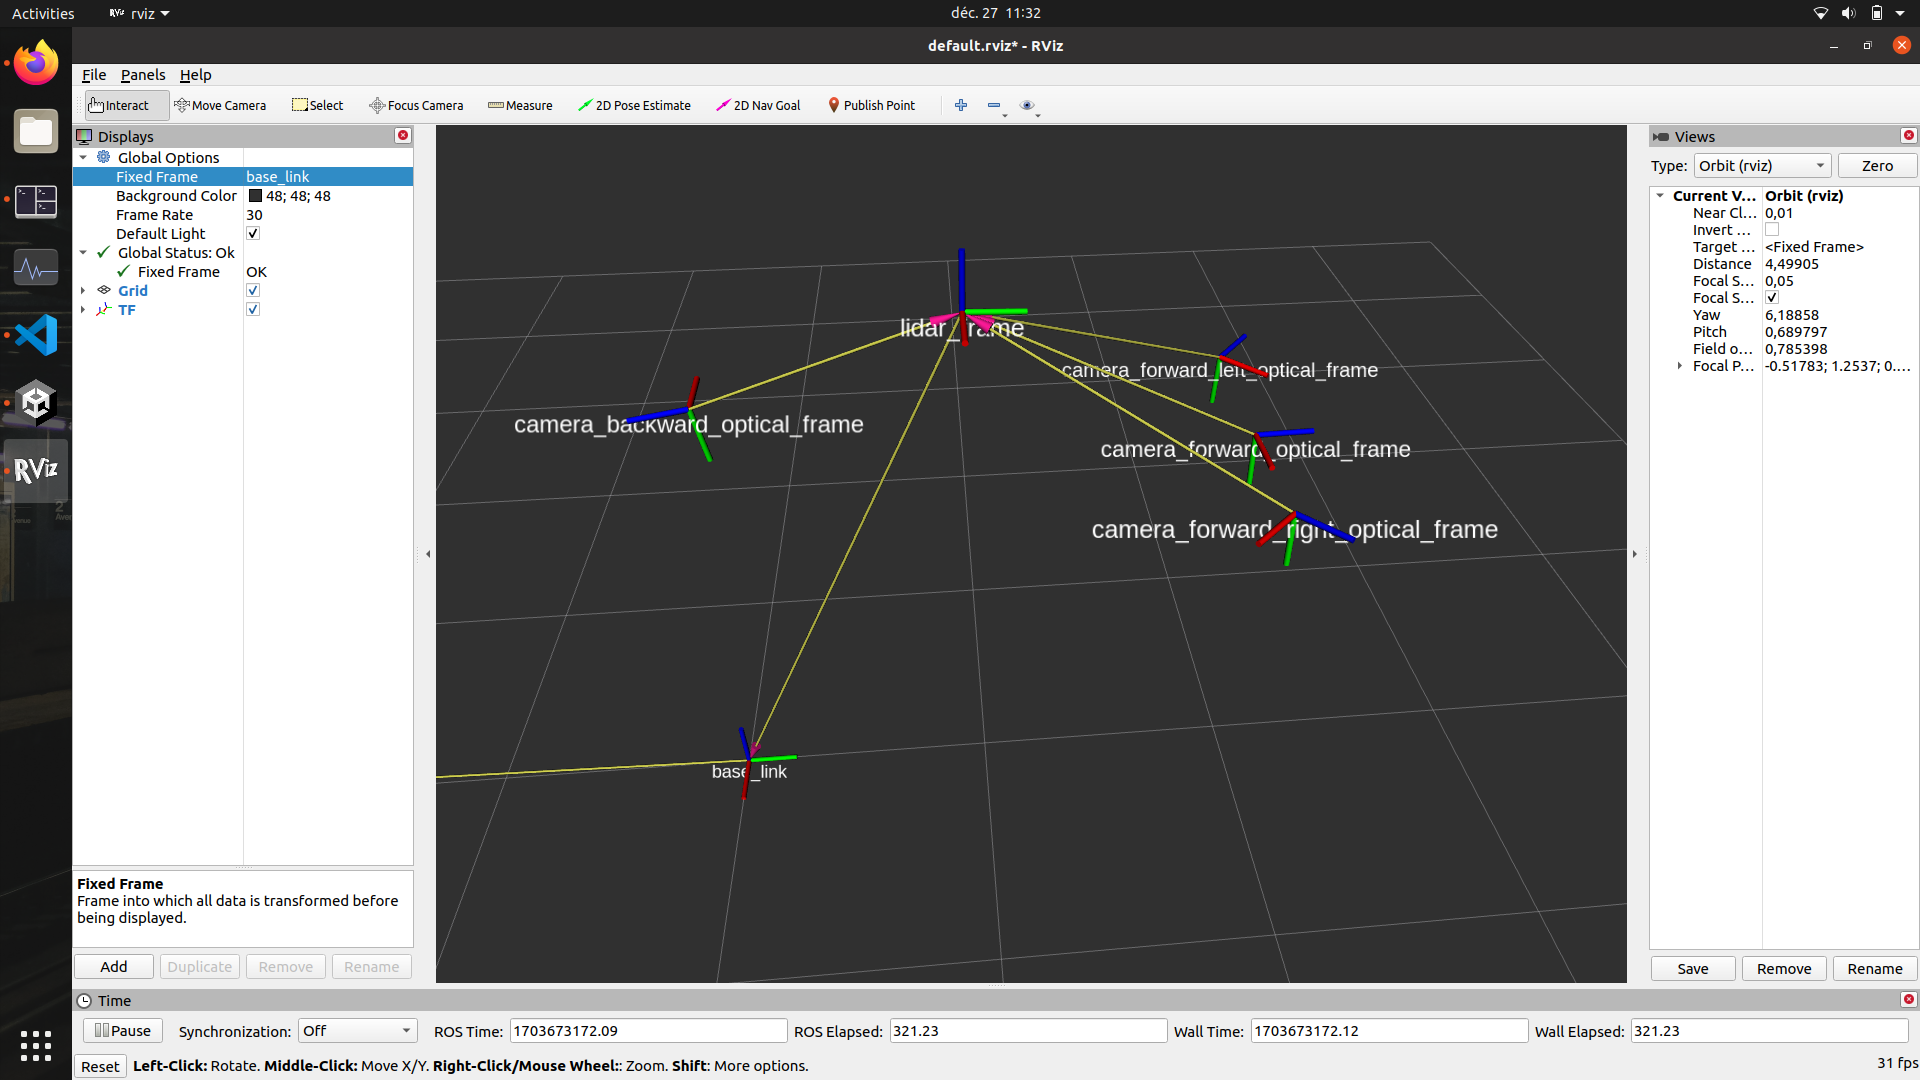 Activities
RViz rviz
déc. 27 11:32
default.rviz* - RViz
File Panels Help
Interact Move Camera Select Focus Camera Measure 2D Pose Estimate 2D Nav Goal Publish Point
Displays
Global Options
Fixed Frame base_link
Background Color 48; 48; 48
Frame Rate 30
Default Light
Global Status: Ok
Fixed Frame OK
Grid
TF
Fixed Frame
Frame into which all data is transformed before
being displayed.
Add Duplicate Remove Rename
RViz
lidar_frame
camera_forward_left_optical_frame
camera_backward_optical_frame
camera_forward_optical_frame
camera_forward_right_optical_frame
base_link
Views
Type: Orbit (rviz) Zero
Current V... Orbit (rviz)
Near Cl... 0,01
Invert ...
Target ... <Fixed Frame>
Distance 4,49905
Focal S... 0,05
Focal S...
Yaw 6,18858
Pitch 0,689797
Field o... 0,785398
Focal P... -0.51783; 1.2537; 0....
Save Remove Rename
Time
Pause Synchronization: Off ROS Time: 1703673172.09 ROS Elapsed: 321.23 Wall Time: 1703673172.12 Wall Elapsed: 321.23
Reset Left-Click: Rotate. Middle-Click: Move X/Y. Right-Click/Mouse Wheel:: Zoom. Shift: More options.
31 fps